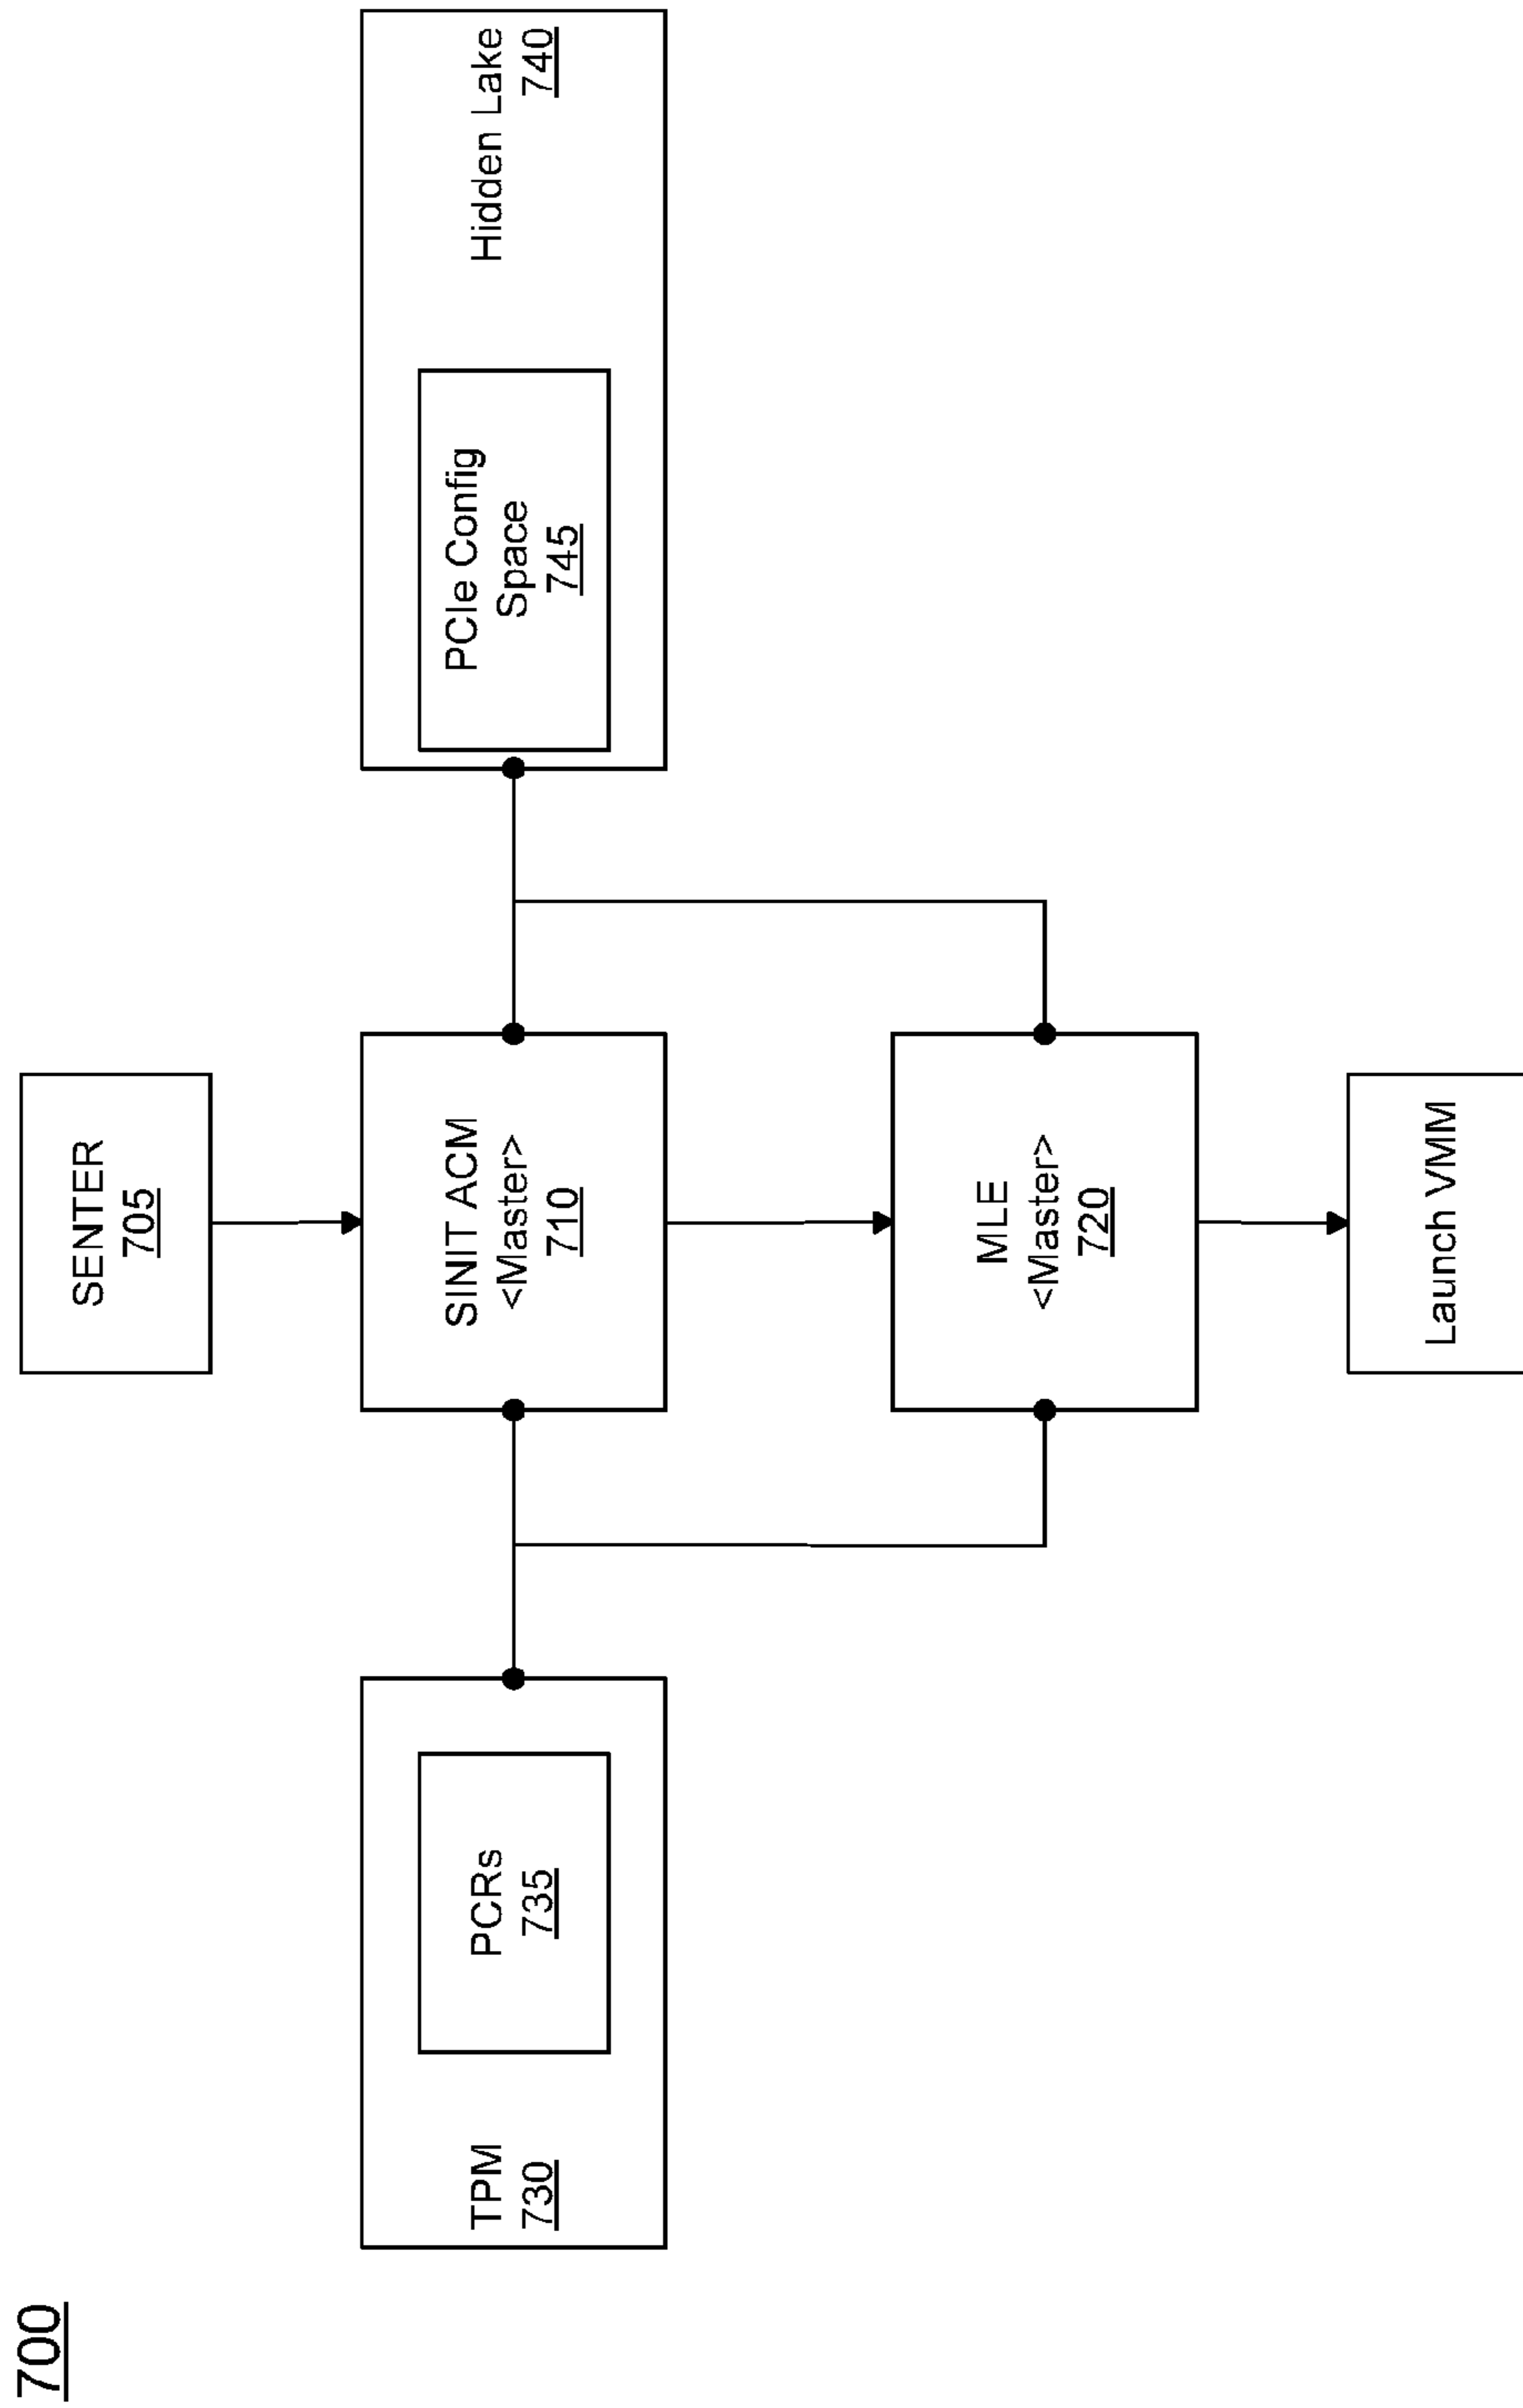 700
SENTER
705
TPM
730
PCRs
735
SINIT ACM
<Master>
710
PCIe Config
Space
745
Hidden Lake
740
MLE
<Master>
720
Launch VMM